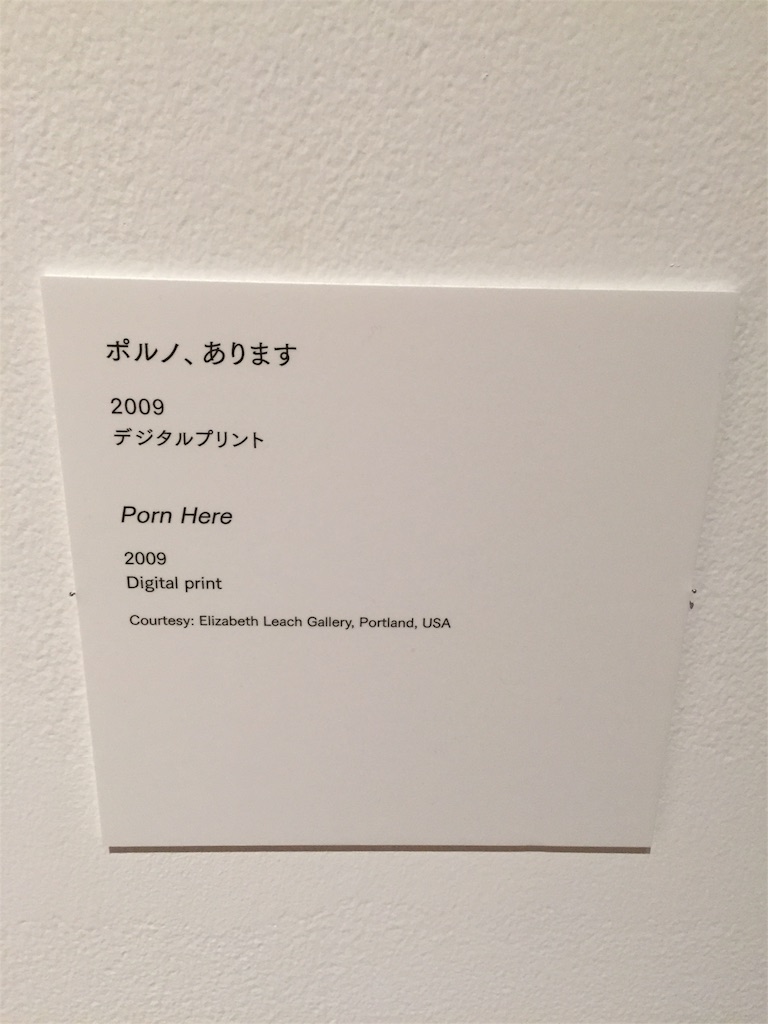 ポルノ、あります
2009
デジタルプリント
Porn Here
2009
Digital print
Courtesy: Elizabeth Leach Gallery, Portland, USA